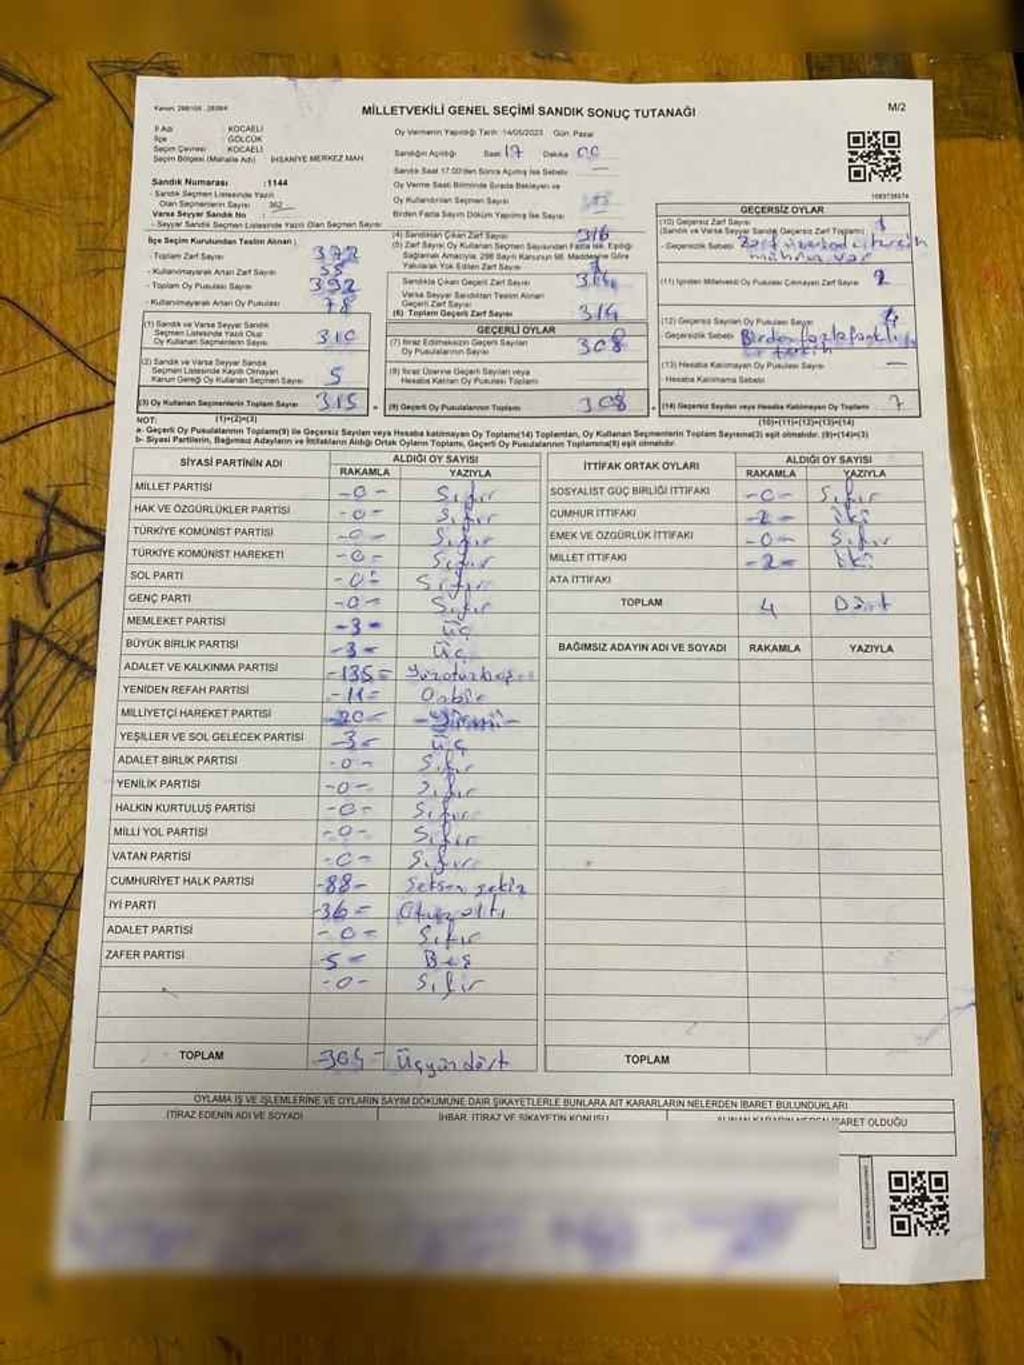 MİLLETVEKİLİ GENEL SEÇİMİ SANDIK SONUÇ TUTANAĞI
M/2
İl Adı : KOCAELİ
İlçe : GÖLCÜK
Seçim Çevresi : KOCAELİ
Seçim Bölgesi (Mahalle Adı) : İHSANİYE MERKEZ MAH
Oy Vermenin Yapıldığı Tarih :14/05/2023 Gün: Pazar
Sandığın Açıldığı Saat 17 Dakika 00
Sandık Saat 17.00'den Sonra Açılmış İse Sebebi
Oy Verme Saati Bitiminde Sırada Bekleyen ve
Oy Kullandırılan Seçmen Sayısı
Birden Fazla Sayım Döküm Yapılmış İse Sayısı
Sandık Numarası :1144
- Sandık Seçmen Listesinde Yazılı
Olan Seçmenlerin Sayısı : 362
Varsa Seyyar Sandık No :
- Seyyar Sandık Seçmen Listesinde Yazılı Olan Seçmen Sayısı :
İlçe Seçim Kurulundan Teslim Alınan :
- Toplam Zarf Sayısı 372
- Kullanılmayarak Artan Zarf Sayısı
- Toplam Oy Pusulası Sayısı 392
- Kullanılmayarak Artan Oy Pusulası 78
(1) Sandık ve Varsa Seyyar Sandık
Seçmen Listesinde Yazılı Olup
Oy Kullanan Seçmenlerin Sayısı 310
(2) Sandık ve Varsa Seyyar Sandık
Seçmen Listesinde Kayıtlı Olmayan
Kanun Gereği Oy Kullanan Seçmen Sayısı 5
(3) Oy Kullanan Seçmenlerin Toplam Sayısı 315
(1)+(2)=(3)
(4) Sandıktan Çıkan Zarf Sayısı 316
(5) Zarf Sayısı Oy Kullanan Seçmen Sayısından Fazla İse, Eşitliği
Sağlamak Amacıyla, 298 Sayılı Kanunun 98. Maddesine Göre
Yakılarak Yok Edilen Zarf Sayısı
Sandıkta Çıkan Geçerli Zarf Sayısı 314
Varsa Seyyar Sandıktan Teslim Alınan
Geçerli Zarf Sayısı
(6) Toplam Geçerli Zarf Sayısı 314
GEÇERLİ OYLAR
(7) İtiraz Edilmeksizin Geçerli Sayılan
Oy Pusulalarının Sayısı 308
(8) İtiraz Üzerine Geçerli Sayılan veya
Hesaba Katılan Oy Pusulası Toplamı
(9) Geçerli Oy Pusulalarının Toplamı 308
GEÇERSİZ OYLAR
(10) Geçersiz Zarf Sayısı 1
(Sandık ve Varsa Seyyar Sandık Geçersiz Zarf Toplamı)
- Geçersizlik Sebebi
(11) İçinden Milletvekili Oy Pusulası Çıkmayan Zarf Sayısı 2
(12) Geçersiz Sayılan Oy Pusulası Sayısı 4
- Geçersizlik Sebebi Birden fazla
(13) Hesaba Katılmayan Oy Pusulası Sayısı
- Hesaba Katılmama Sebebi
(14) Geçersiz Sayılan veya Hesaba Katılmayan Oy Toplamı 7
(10)+(11)+(12)+(13)=(14)
NOT:
a- Geçerli Oy Pusulalarının Toplamı(9) ile Geçersiz Sayılan veya Hesaba katılmayan Oy Toplamı(14) Toplamları, Oy Kullanan Seçmenlerin Toplam Sayısına(3) eşit olmalıdır. (9)+(14)=(3)
b- Siyasi Partilerin, Bağımsız Adayların ve İttifakların Aldığı Ortak Oyların Toplamı, Geçerli Oy Pusulalarının Toplamına(9) eşit olmalıdır.
SİYASİ PARTİNİN ADI ALDIĞI OY SAYISI
RAKAMLA YAZIYLA
MİLLET PARTİSİ -0- Sıfır
HAK VE ÖZGÜRLÜKLER PARTİSİ -0- Sıfır
TÜRKİYE KOMÜNİST PARTİSİ -0- Sıfır
TÜRKİYE KOMÜNİST HAREKETİ -0- Sıfır
SOL PARTİ -0- Sıfır
GENÇ PARTİ -0- Sıfır
MEMLEKET PARTİSİ -3- Üç
BÜYÜK BİRLİK PARTİSİ -3- Üç
ADALET VE KALKINMA PARTİSİ -135- Yüzotuzbeş
YENİDEN REFAH PARTİSİ -11- Onbir
MİLLİYETÇİ HAREKET PARTİSİ -20- -Yirmi-
YEŞİLLER VE SOL GELECEK PARTİSİ -3- Üç
ADALET BİRLİK PARTİSİ -0- Sıfır
YENİLİK PARTİSİ -0- Sıfır
HALKIN KURTULUŞ PARTİSİ -0- Sıfır
MİLLİ YOL PARTİSİ -0- Sıfır
VATAN PARTİSİ -0- Sıfır
CUMHURİYET HALK PARTİSİ -88- Seksen sekiz
İYİ PARTİ -36- Otuz altı
ADALET PARTİSİ -0- Sıfır
ZAFER PARTİSİ -5- Beş
-0- Sıfır
TOPLAM -304- Üçyüzdört
İTTİFAK ORTAK OYLARI ALDIĞI OY SAYISI
RAKAMLA YAZIYLA
SOSYALİST GÜÇ BİRLİĞİ İTTİFAKI -0- Sıfır
CUMHUR İTTİFAKI -2- İki
EMEK VE ÖZGÜRLÜK İTTİFAKI -0- Sıfır
MİLLET İTTİFAKI -2- İki
ATA İTTİFAKI
TOPLAM 4 Dört
BAĞIMSIZ ADAYIN ADI VE SOYADI RAKAMLA YAZIYLA
TOPLAM
OYLAMA İŞ VE İŞLEMLERİNE VE OYLARIN SAYIM DÖKÜMÜNE DAİR ŞİKAYETLERLE BUNLARA AİT KARARLARIN NELERDEN İBARET BULUNDUKLARI
İTİRAZ EDENİN ADI VE SOYADI İHBAR, İTİRAZ VE ŞİKAYETİN KONUSU ALINAN KARARIN NEDEN İBARET OLDUĞU